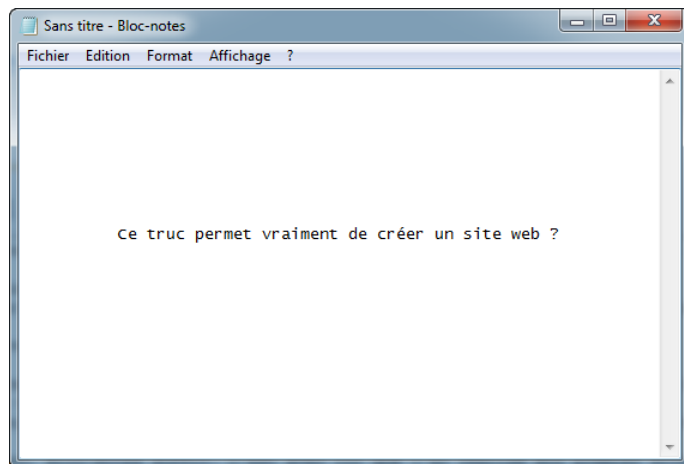 Sans titre - Bloc-notes
Fichier Edition Format Affichage ?
Ce truc permet vraiment de créer un site web ?